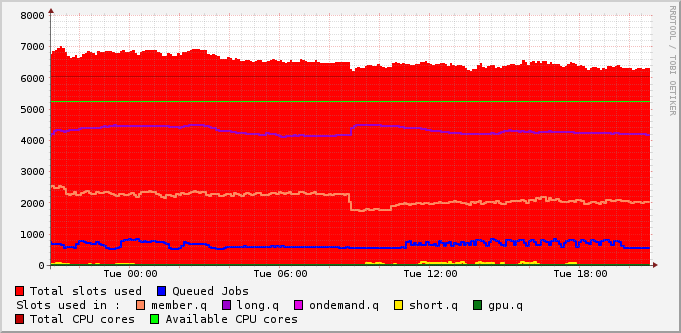 8000
7000
6000
5000
4000
3000
2000
1000
0
Tue 00:00 Tue 06:00 Tue 12:00 Tue 18:00
Total slots used Queued Jobs
Slots used in : member.q long.q ondemand.q short.q gpu.q
Total CPU cores Available CPU cores
RRDTOOL / TOBI OETIKER